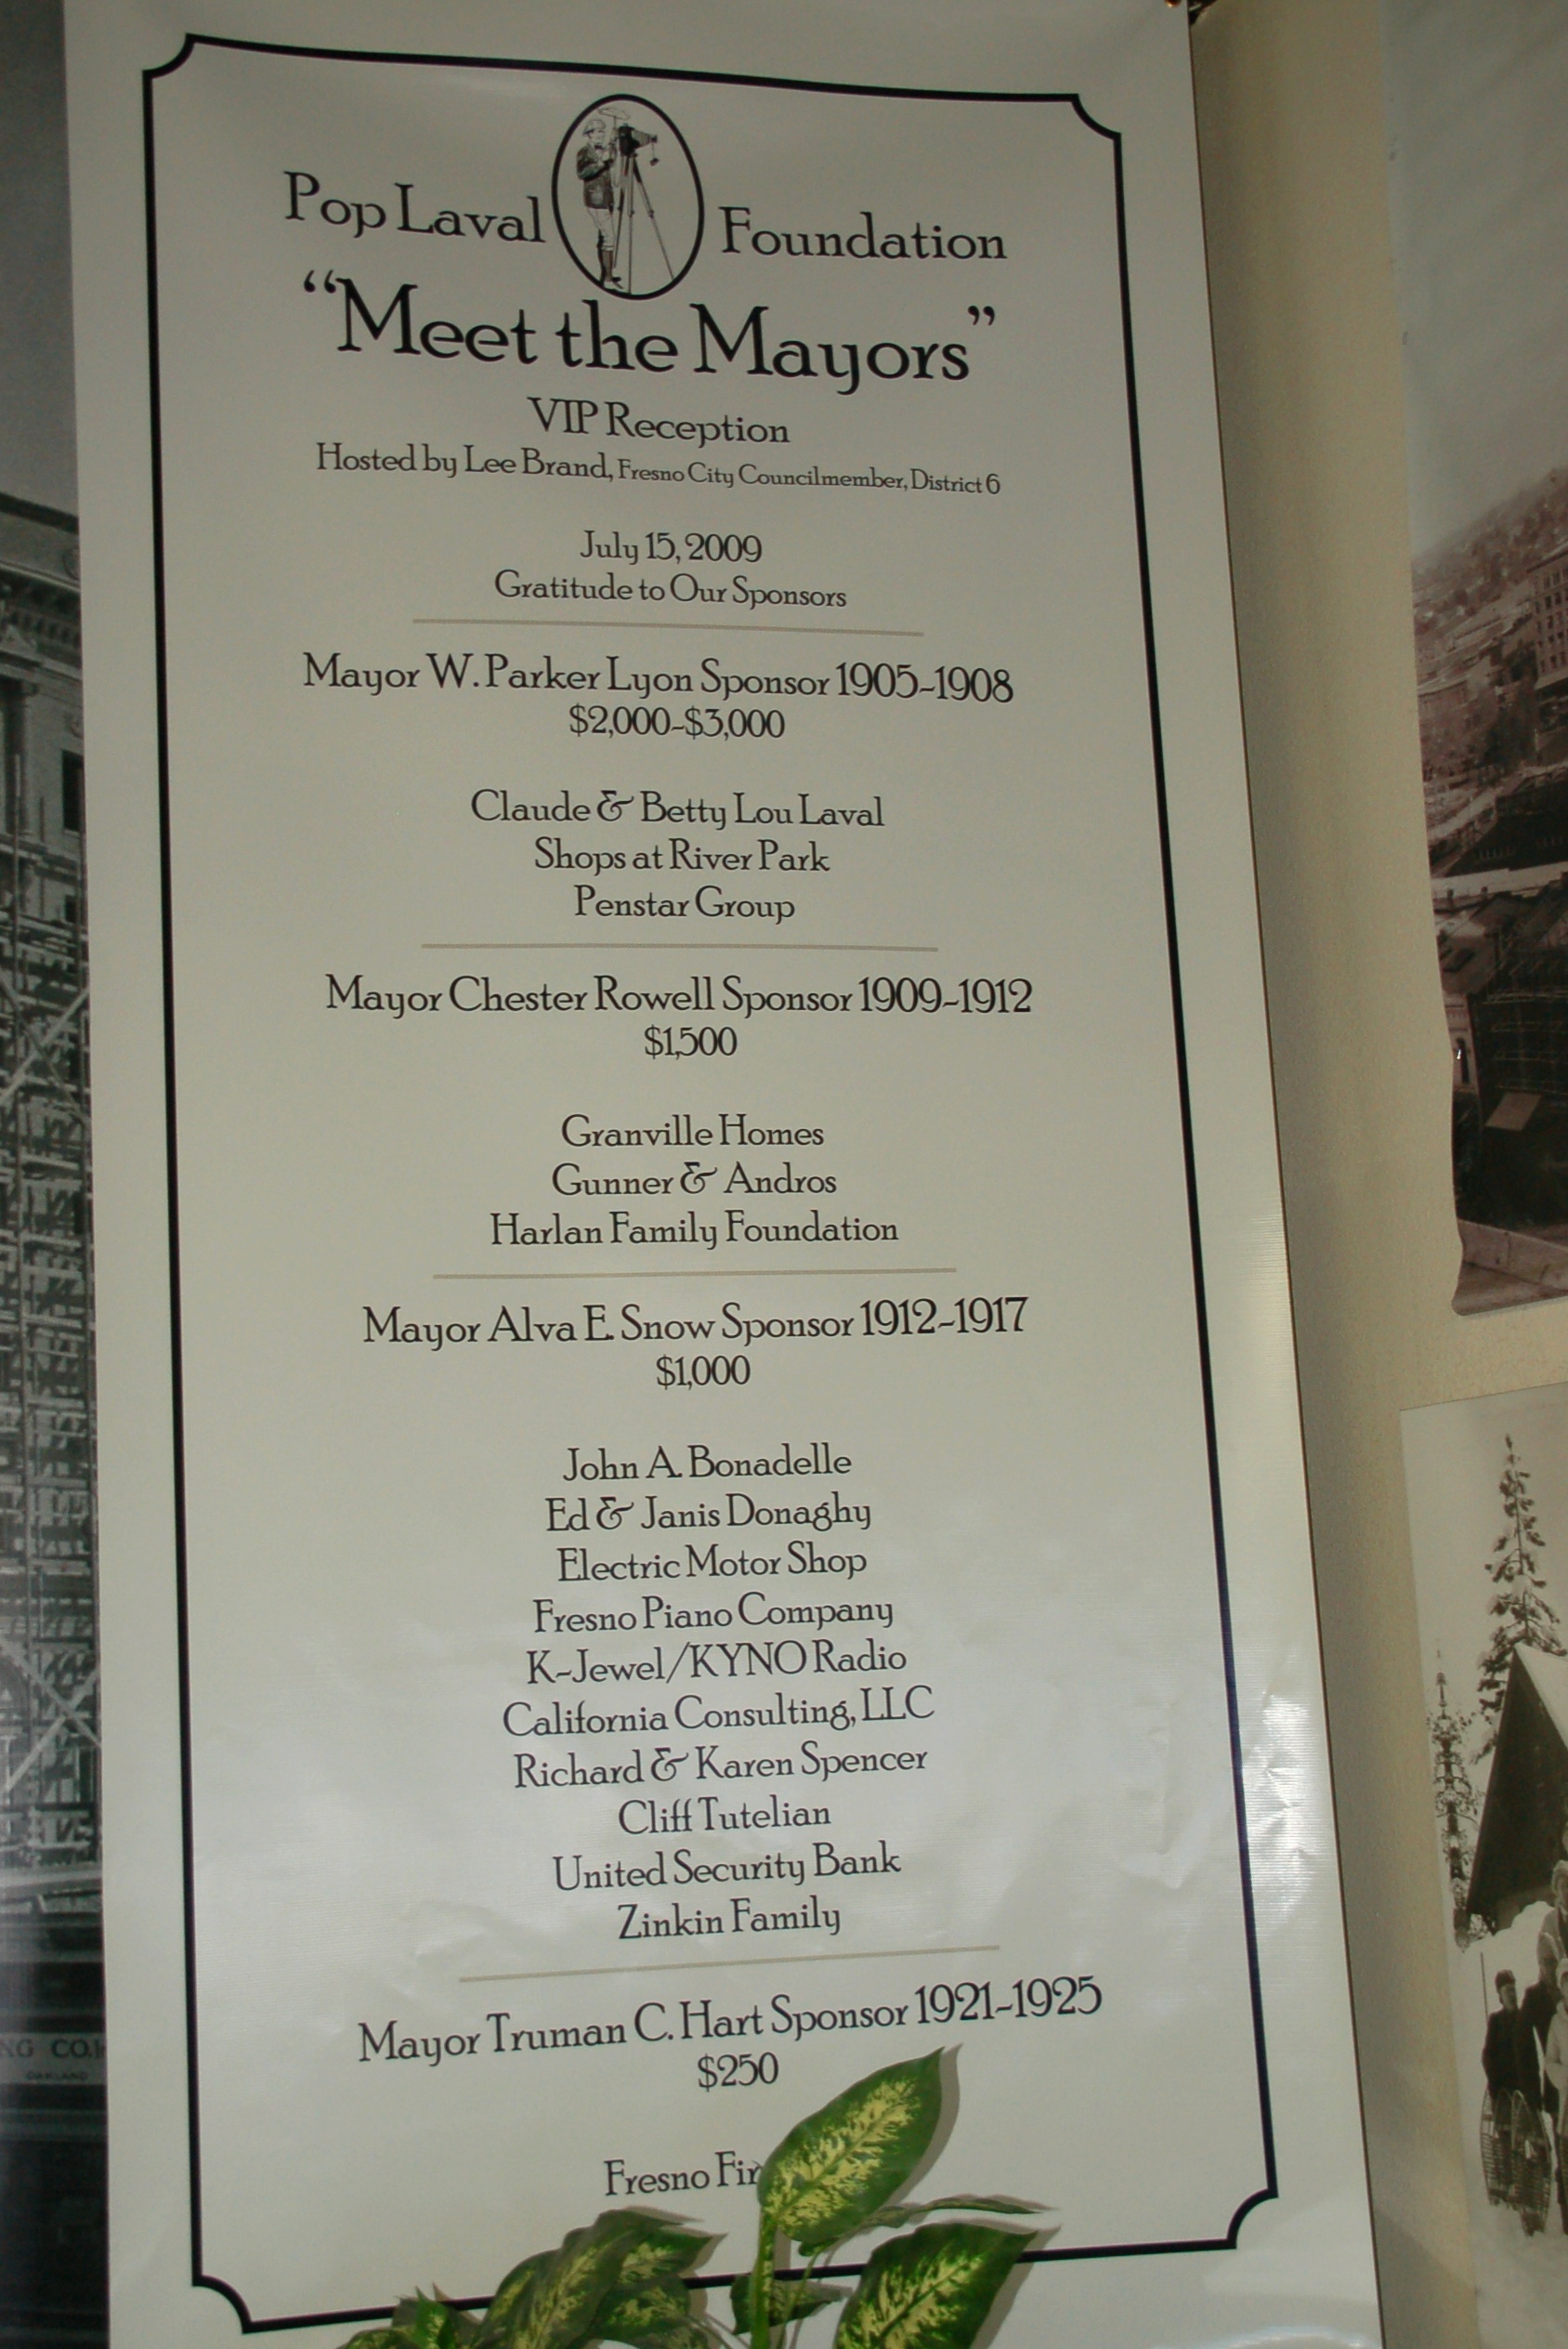 Pop Laval Foundation
“Meet the Mayors”
VIP Reception
Hosted by Lee Brand, Fresno City Councilmember, District 6
July 15, 2009
Gratitude to Our Sponsors
Mayor W. Parker Lyon Sponsor 1905-1908
$2,000-$3,000
Claude & Betty Lou Laval
Shops at River Park
Penstar Group
Mayor Chester Rowell Sponsor 1909-1912
$1,500
Granville Homes
Gunner & Andros
Harlan Family Foundation
Mayor Alva E. Snow Sponsor 1912-1917
$1,000
John A. Bonadelle
Ed & Janis Donaghy
Electric Motor Shop
Fresno Piano Company
K-Jewel/KYNO Radio
California Consulting, LLC
Richard & Karen Spencer
Cliff Tutelian
United Security Bank
Zinkin Family
Mayor Truman C. Hart Sponsor 1921-1925
$250
Fresno
NG CO.
OAKLAND